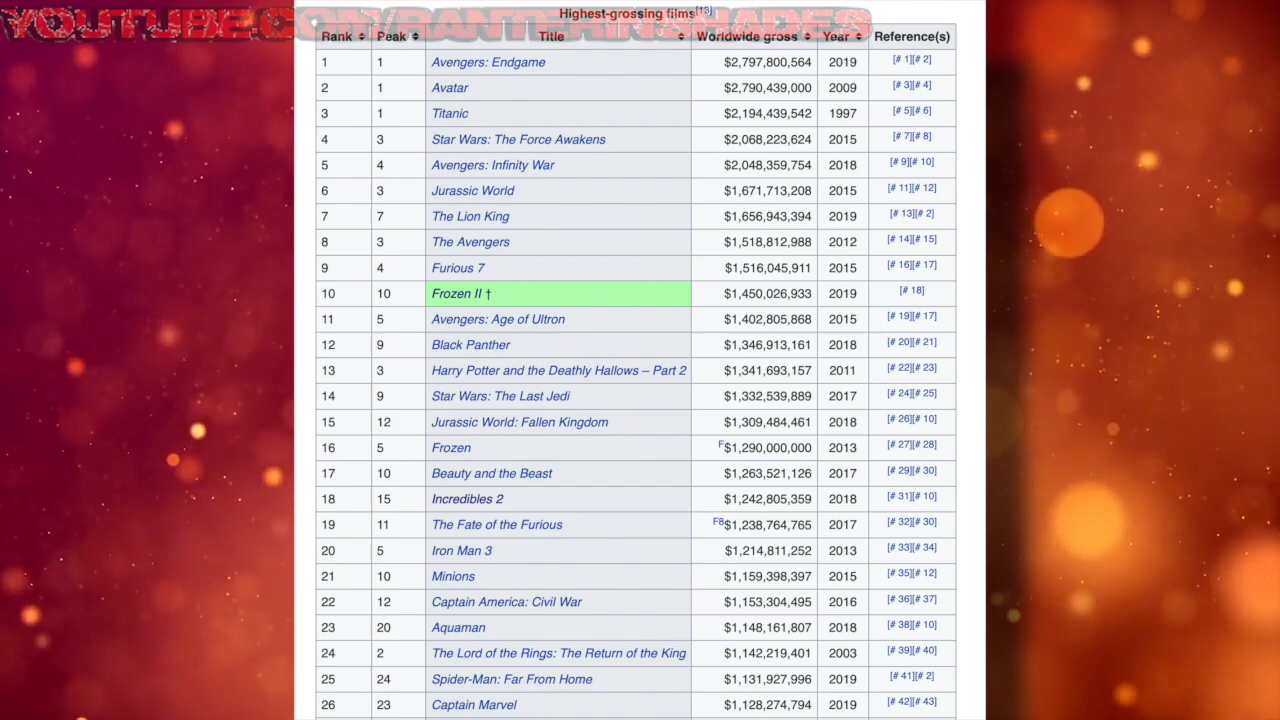 YOUTUBE.COM/RANTERINSHADES
Highest-grossing films[13]
Rank Peak Title Worldwide gross Year Reference(s)
1 1 Avengers: Endgame $2,797,800,564 2019 [# 1][# 2]
2 1 Avatar $2,790,439,000 2009 [# 3][# 4]
3 1 Titanic $2,194,439,542 1997 [# 5][# 6]
4 3 Star Wars: The Force Awakens $2,068,223,624 2015 [# 7][# 8]
5 4 Avengers: Infinity War $2,048,359,754 2018 [# 9][# 10]
6 3 Jurassic World $1,671,713,208 2015 [# 11][# 12]
7 7 The Lion King $1,656,943,394 2019 [# 13][# 2]
8 3 The Avengers $1,518,812,988 2012 [# 14][# 15]
9 4 Furious 7 $1,516,045,911 2015 [# 16][# 17]
10 10 Frozen II † $1,450,026,933 2019 [# 18]
11 5 Avengers: Age of Ultron $1,402,805,868 2015 [# 19][# 17]
12 9 Black Panther $1,346,913,161 2018 [# 20][# 21]
13 3 Harry Potter and the Deathly Hallows – Part 2 $1,341,693,157 2011 [# 22][# 23]
14 9 Star Wars: The Last Jedi $1,332,539,889 2017 [# 24][# 25]
15 12 Jurassic World: Fallen Kingdom $1,309,484,461 2018 [# 26][# 10]
16 5 Frozen F$1,290,000,000 2013 [# 27][# 28]
17 10 Beauty and the Beast $1,263,521,126 2017 [# 29][# 30]
18 15 Incredibles 2 $1,242,805,359 2018 [# 31][# 10]
19 11 The Fate of the Furious F8$1,238,764,765 2017 [# 32][# 30]
20 5 Iron Man 3 $1,214,811,252 2013 [# 33][# 34]
21 10 Minions $1,159,398,397 2015 [# 35][# 12]
22 12 Captain America: Civil War $1,153,304,495 2016 [# 36][# 37]
23 20 Aquaman $1,148,161,807 2018 [# 38][# 10]
24 2 The Lord of the Rings: The Return of the King $1,142,219,401 2003 [# 39][# 40]
25 24 Spider-Man: Far From Home $1,131,927,996 2019 [# 41][# 2]
26 23 Captain Marvel $1,128,274,794 2019 [# 42][# 43]